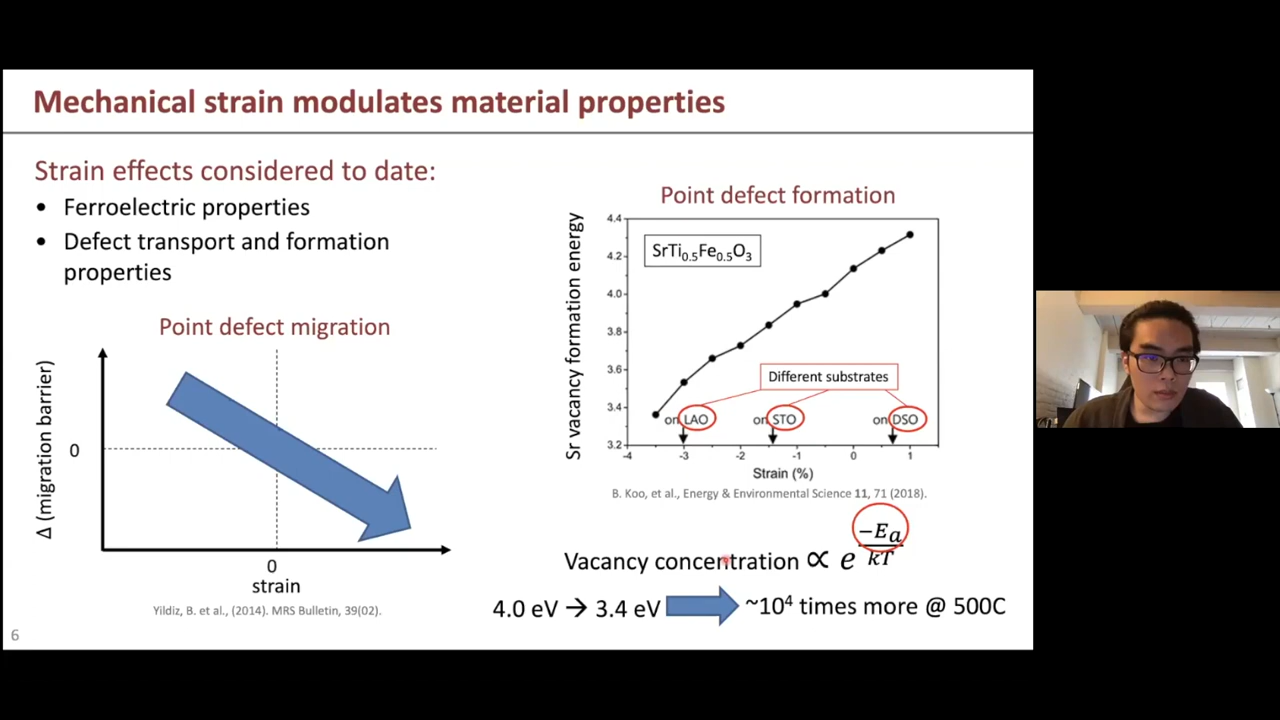 Mechanical strain modulates material properties
Strain effects considered to date:
• Ferroelectric properties
• Defect transport and formation
properties
Point defect migration
Δ (migration barrier)
0
0
strain
Yildiz, B. et al., (2014). MRS Bulletin, 39(02).
6
Point defect formation
Sr vacancy formation energy
4.4
4.2
4.0
3.8
3.6
3.4
3.2
SrTi0.5Fe0.5O3
Different substrates
on LAO
on STO
on DSO
-4 -3 -2 -1 0 1
Strain (%)
B. Koo, et al., Energy & Environmental Science 11, 71 (2018).
Vacancy concentration ∝ e^(−Ea/kT)
4.0 eV → 3.4 eV ~10⁴ times more @ 500C